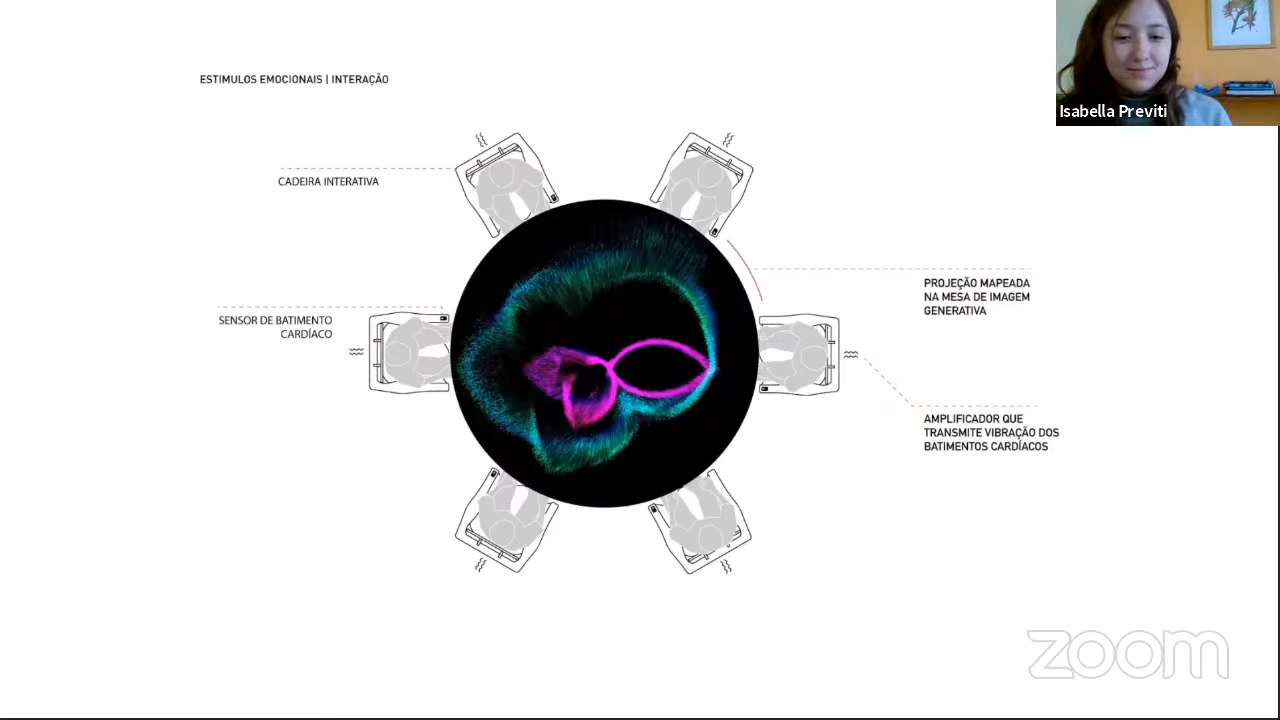 Isabella Previti
ESTIMULOS EMOCIONAIS | INTERAÇÃO
CADEIRA INTERATIVA
SENSOR DE BATIMENTO
CARDÍACO
PROJEÇÃO MAPEADA
NA MESA DE IMAGEM
GENERATIVA
AMPLIFICADOR QUE
TRANSMITE VIBRAÇÃO DOS
BATIMENTOS CARDÍACOS
zoom